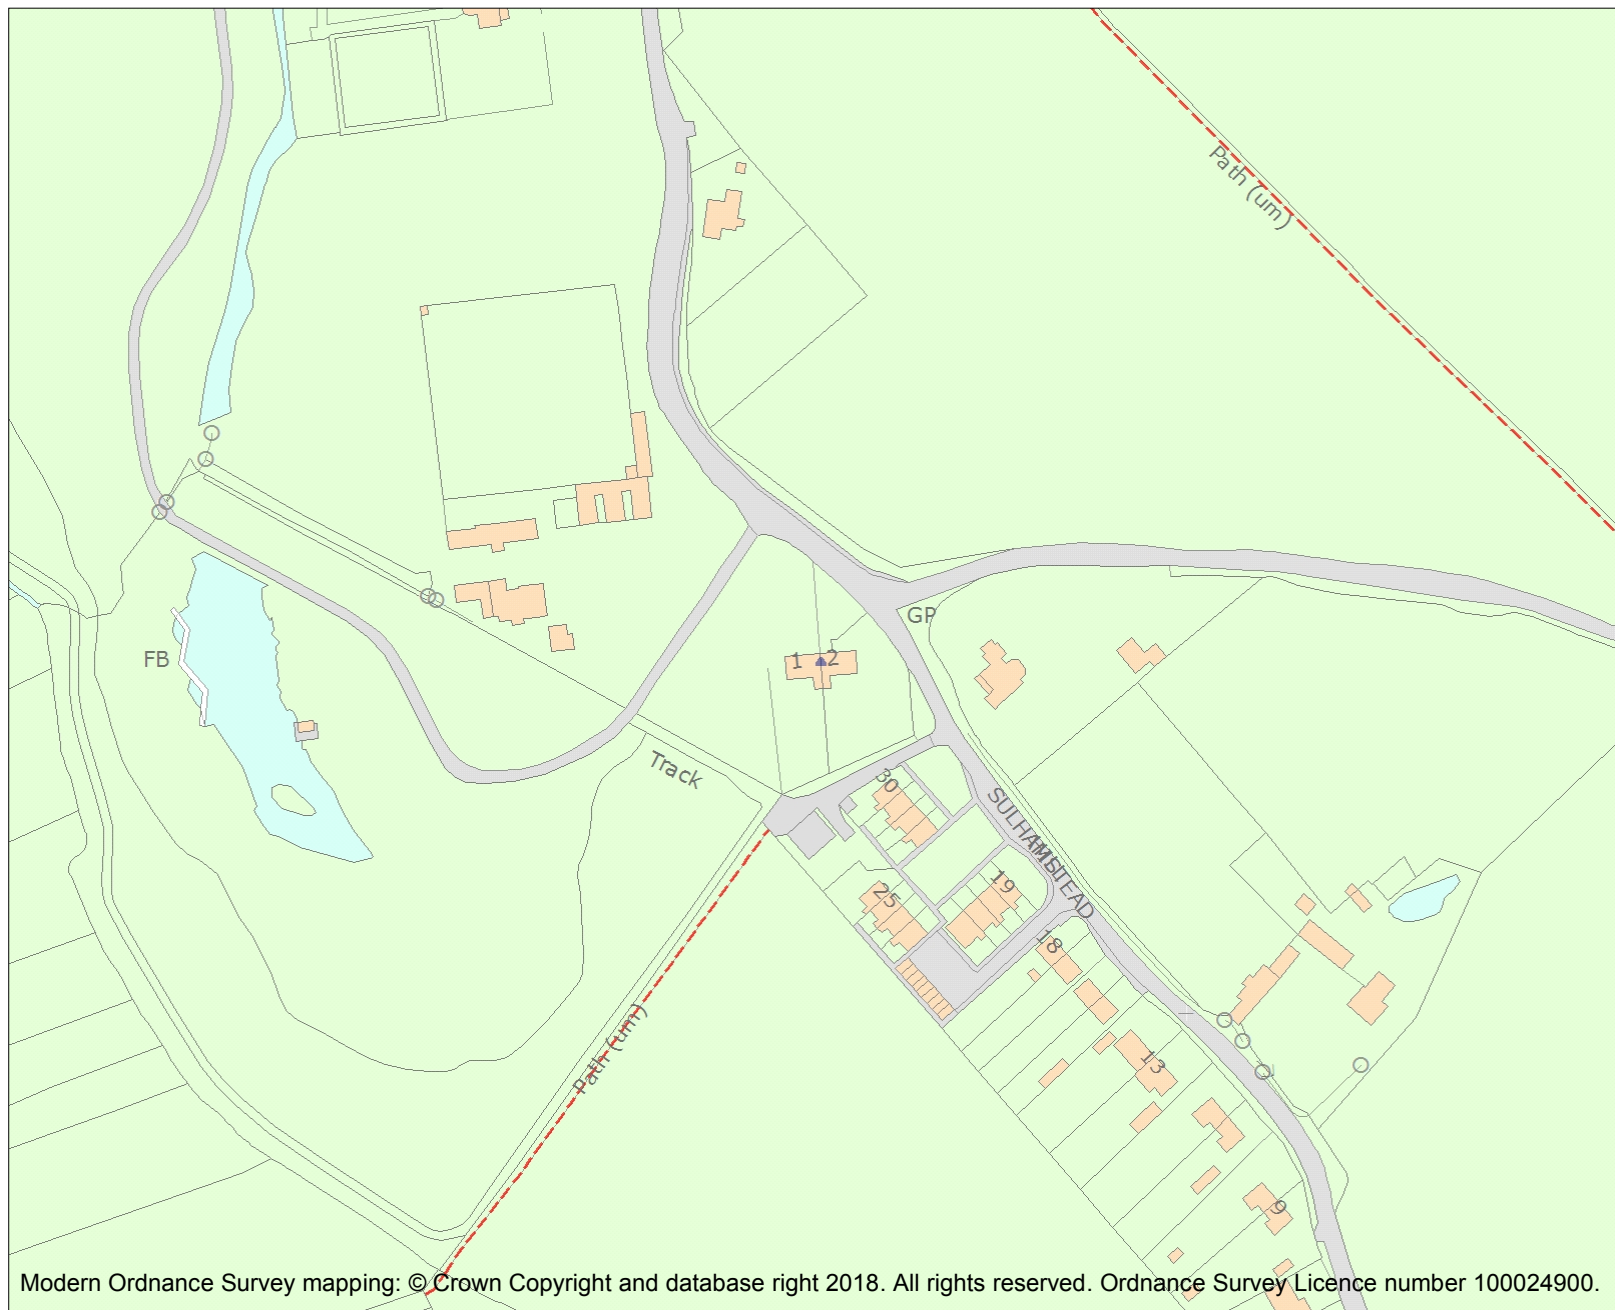 Path (um)
GP
1
2
FB
Track
30
SULHAMSTEAD
HILL
19
25
18
Path (um)
13
9
Modern Ordnance Survey mapping: © Crown Copyright and database right 2018. All rights reserved. Ordnance Survey Licence number 100024900.